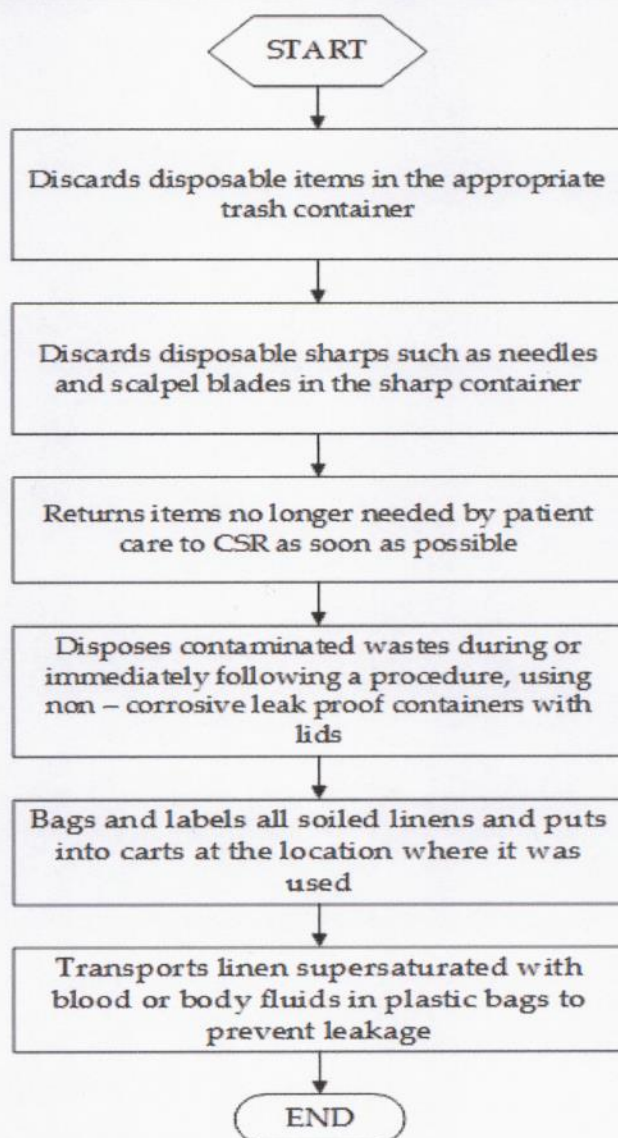 START
Discards disposable items in the appropriate
trash container
Discards disposable sharps such as needles
and scalpel blades in the sharp container
Returns items no longer needed by patient
care to CSR as soon as possible
Disposes contaminated wastes during or
immediately following a procedure, using
non – corrosive leak proof containers with
lids
Bags and labels all soiled linens and puts
into carts at the location where it was
used
Transports linen supersaturated with
blood or body fluids in plastic bags to
prevent leakage
END